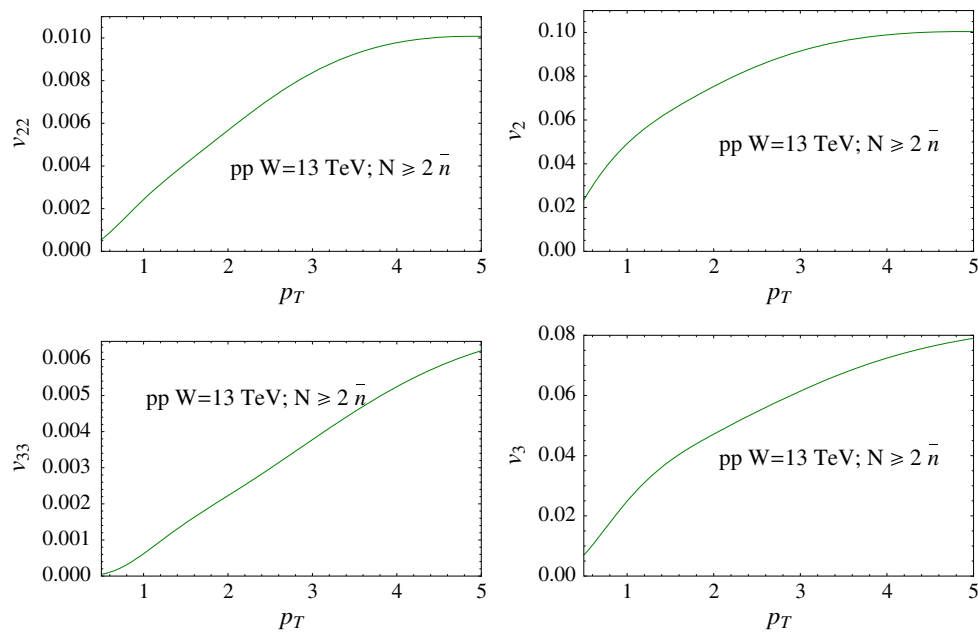 0.010
0.008
0.006
0.004
0.002
0.000
v22
pp W=13 TeV; N ⩾ 2 n̄
1 2 3 4 5
pT
0.10
0.08
0.06
0.04
0.02
0.00
v2
pp W=13 TeV; N ⩾ 2 n̄
1 2 3 4 5
pT
0.006
0.005
0.004
0.003
0.002
0.001
0.000
v33
pp W=13 TeV; N ⩾ 2 n̄
1 2 3 4 5
pT
0.08
0.06
0.04
0.02
0.00
v3
pp W=13 TeV; N ⩾ 2 n̄
1 2 3 4 5
pT